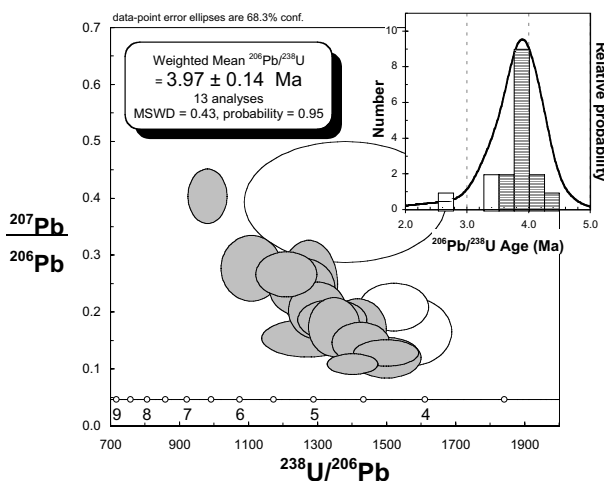 data-point error ellipses are 68.3% conf.
Weighted Mean ²⁰⁶Pb/²³⁸U
= 3.97 ± 0.14 Ma
13 analyses
MSWD = 0.43, probability = 0.95
0.7
0.6
0.5
0.4
0.3
0.2
0.1
0.0
²⁰⁷Pb
²⁰⁶Pb
9
8
7
6
5
4
700
900
1100
1300
1500
1700
1900
²³⁸U/²⁰⁶Pb
10
8
6
4
2
0
Number
Relative probability
2.0
3.0
4.0
5.0
²⁰⁶Pb/²³⁸U Age (Ma)